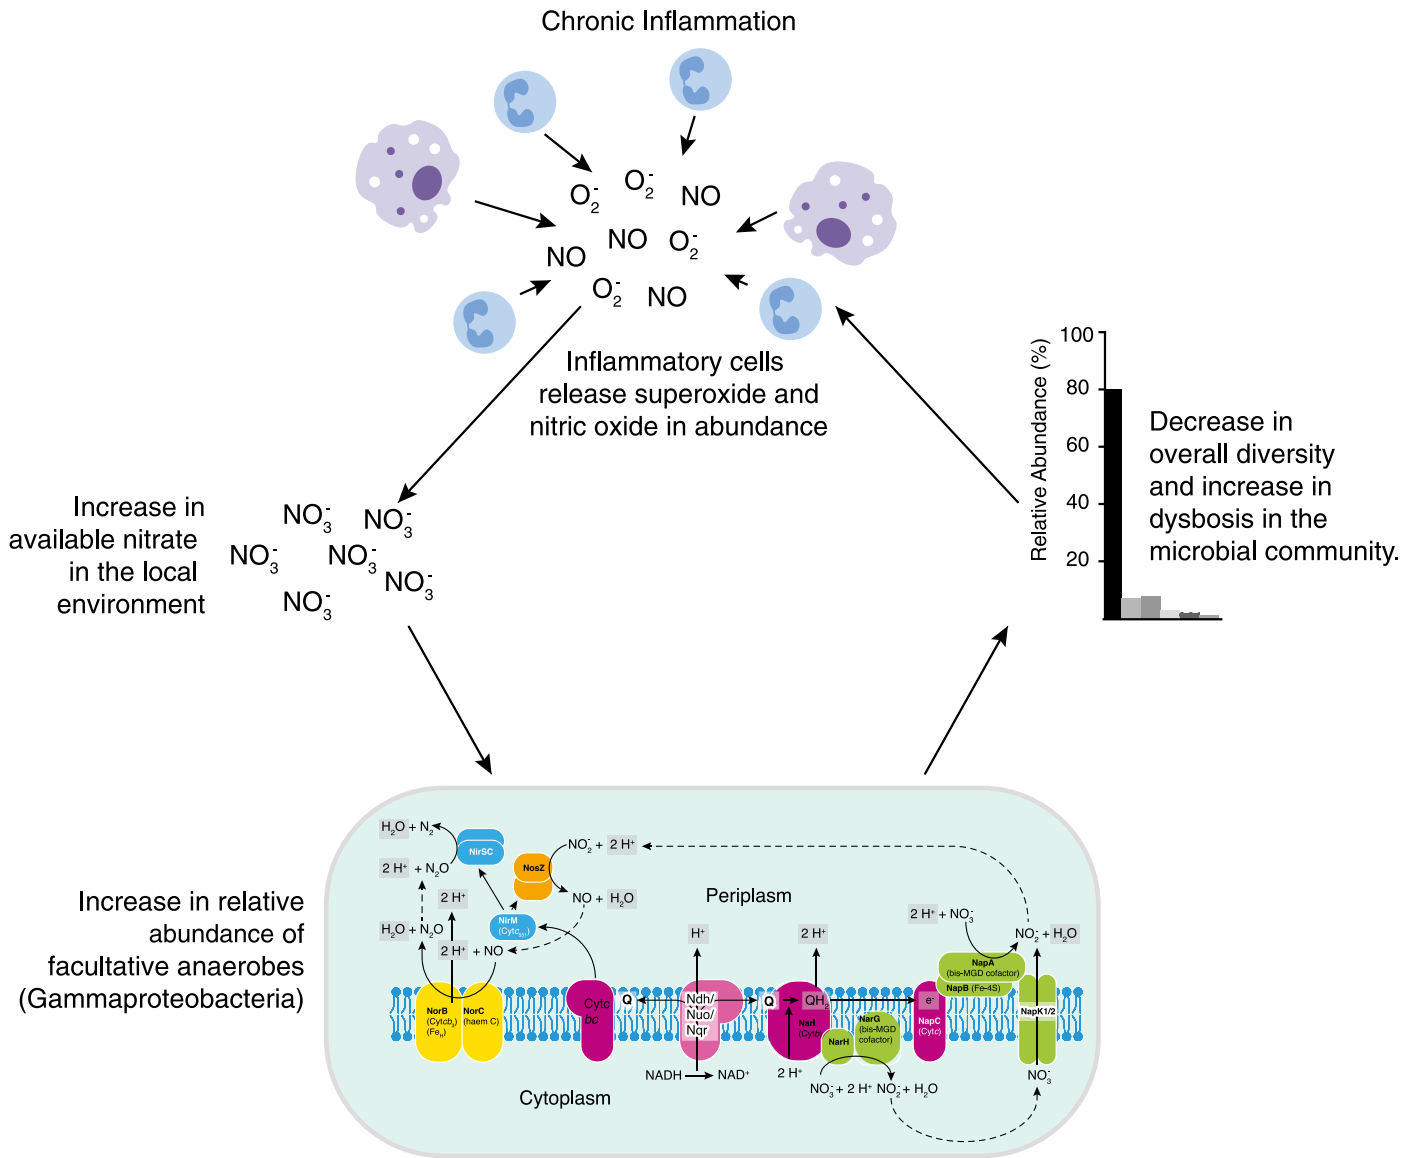 Chronic Inflammation
O₂⁻
O₂⁻
NO
NO
O₂⁻
NO
O₂⁻
NO
Inflammatory cells
release superoxide and
nitric oxide in abundance
Increase in
available nitrate
in the local
environment
NO₃⁻
NO₃⁻
NO₃⁻
NO₃⁻
NO₃⁻
NO₃⁻
Relative Abundance (%)
100
80
60
40
20
Decrease in
overall diversity
and increase in
dysbosis in the
microbial community.
Increase in relative
abundance of
facultative anaerobes
(Gammaproteobacteria)
H₂O + N₂
NirSC
2 H⁺ + N₂O
2 H⁺
H₂O + N₂O
2 H⁺ + NO
NosZ
NO₂⁻ + 2 H⁺
NO + H₂O
NirM
(Cytc₅₅₁)
Periplasm
H⁺
2 H⁺
2 H⁺ + NO₃⁻
NO₂⁻ + H₂O
NapA
(bis-MGD cofactor)
NapB (Fe-4S)
NorB
(Cytcb₃)
(Feₙ)
NorC
(haem C)
Cytc
bc
Q
Ndh/
Nuo/
Nqr
Q
QH₂
NarI
(Cytb)
NarG
(bis-MGD
cofactor)
NarH
e⁻
NapC
(Cytc)
NapK1/2
NADH
NAD⁺
2 H⁺
NO₃⁻ + 2 H⁺
NO₂⁻ + H₂O
NO₃⁻
Cytoplasm